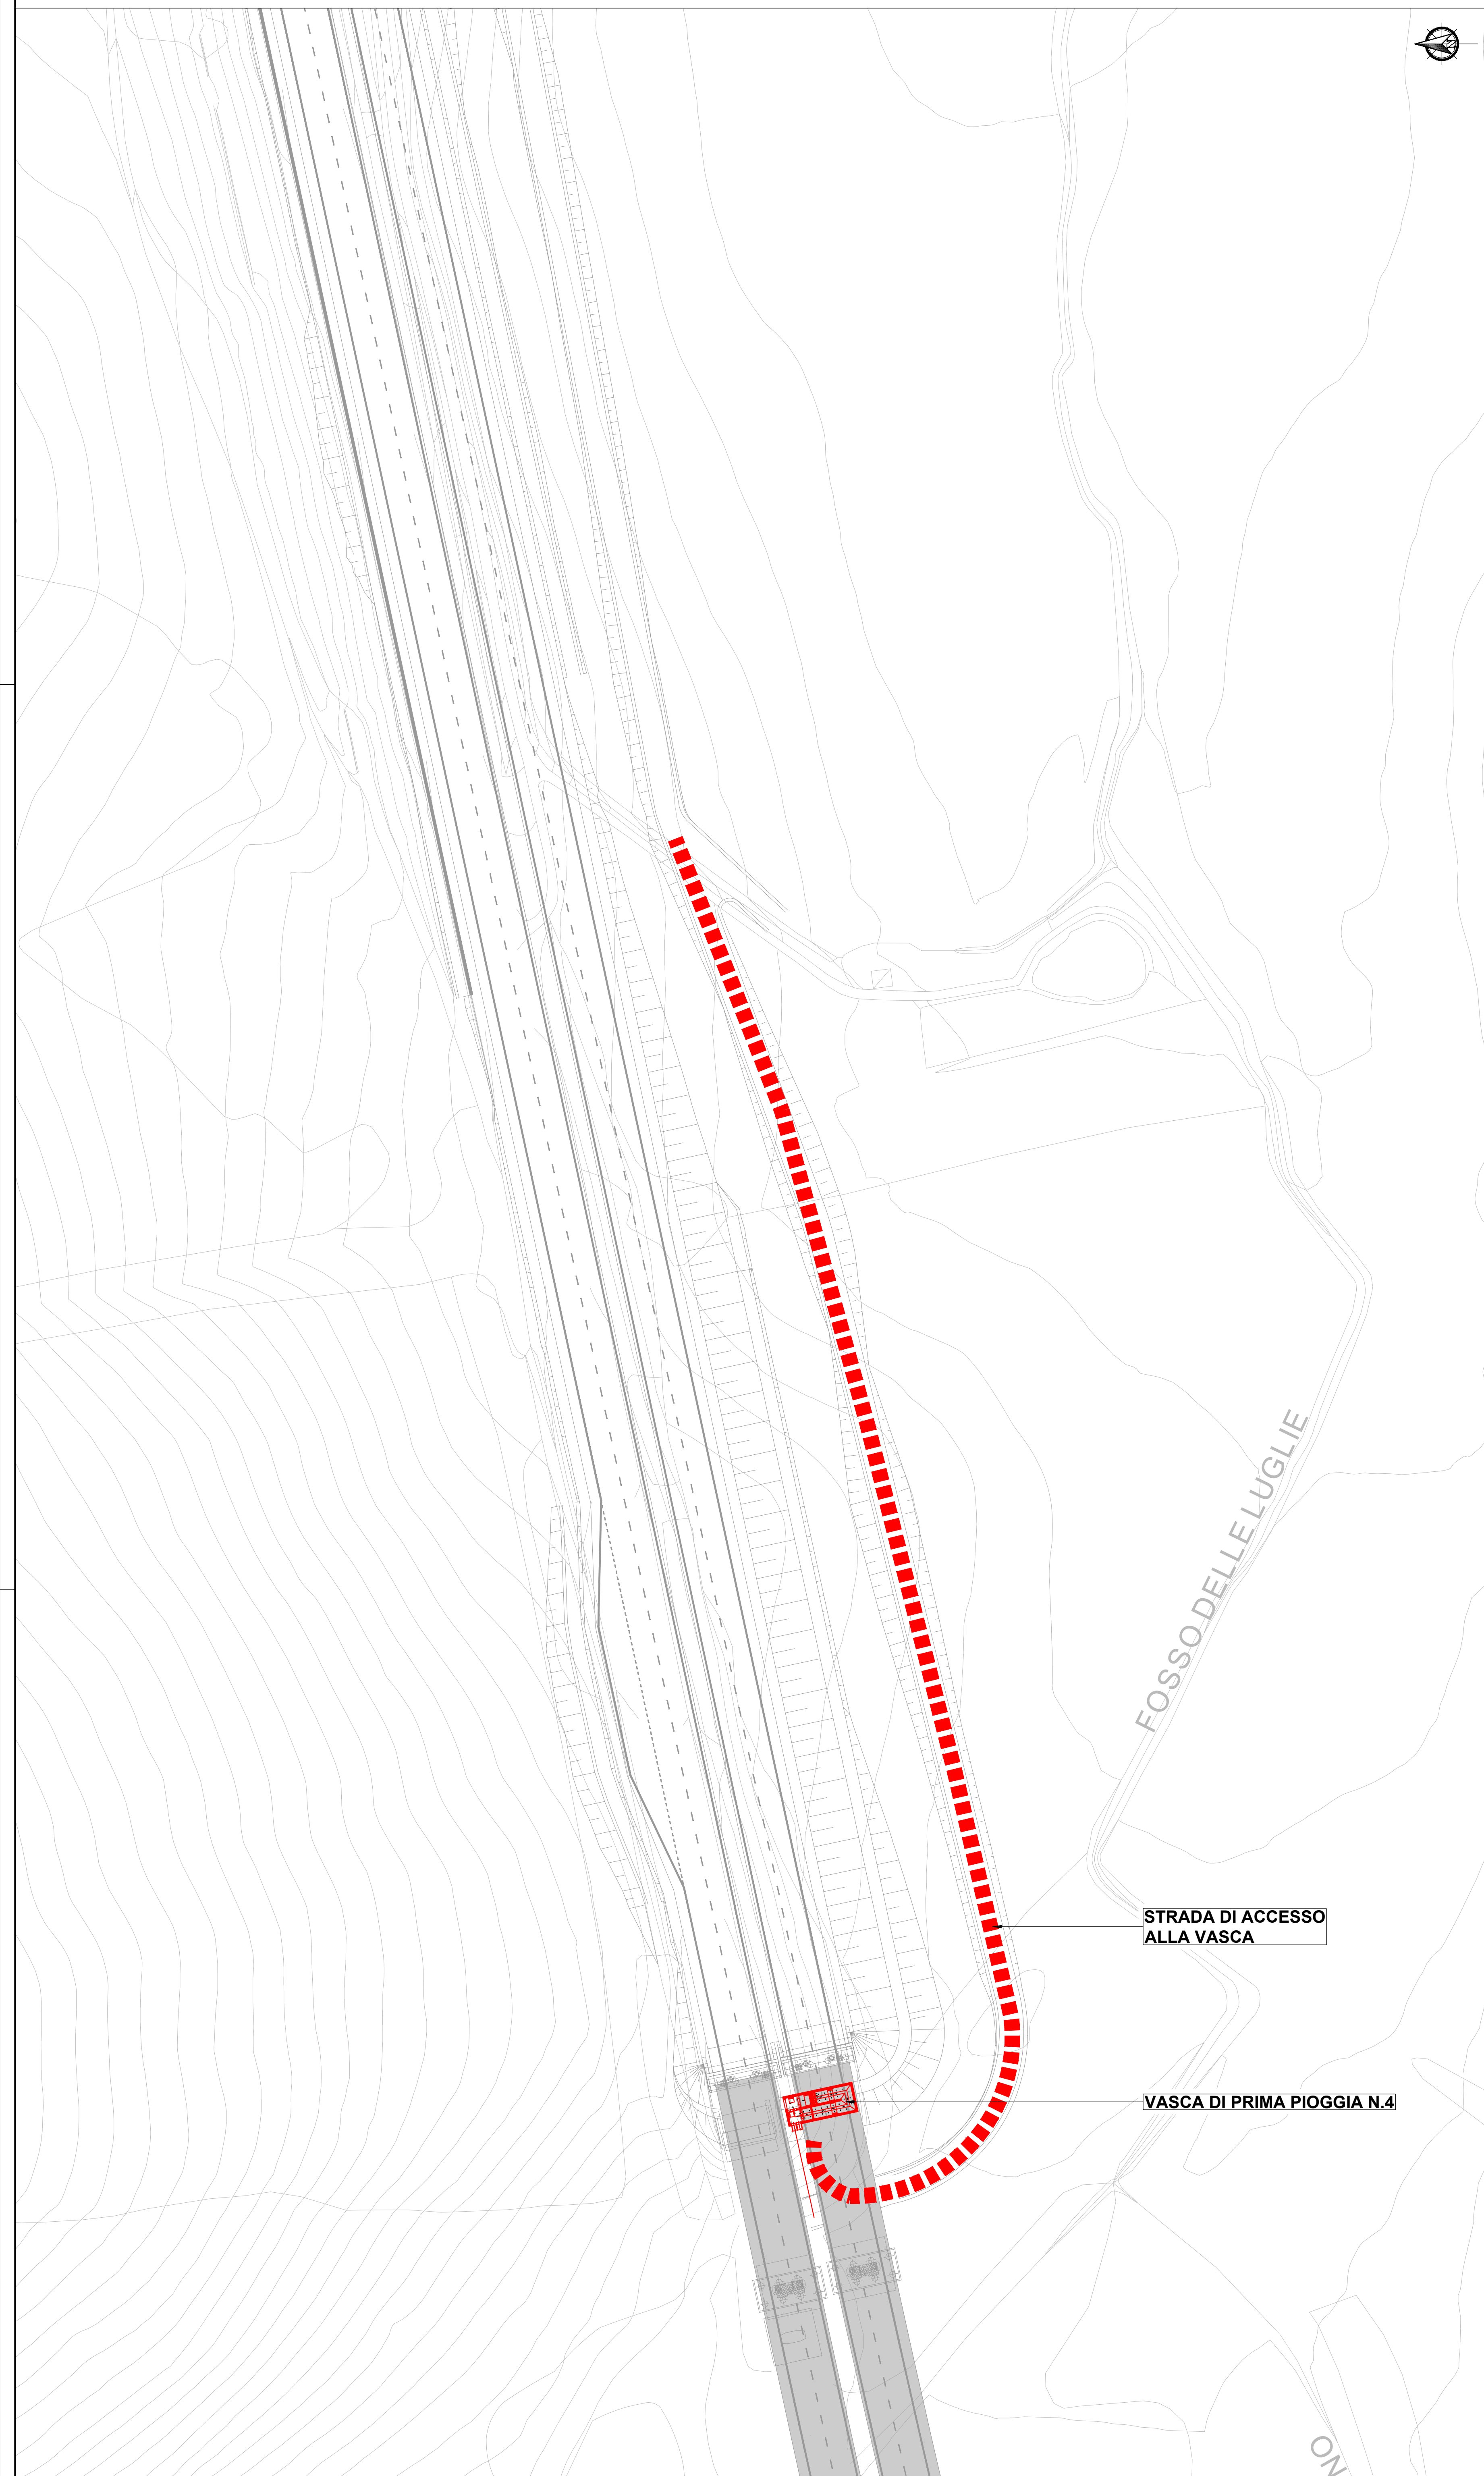 FOSSO DELLE LUGLIE
STRADA DI ACCESSO
ALLA VASCA
VASCA DI PRIMA PIOGGIA N.4